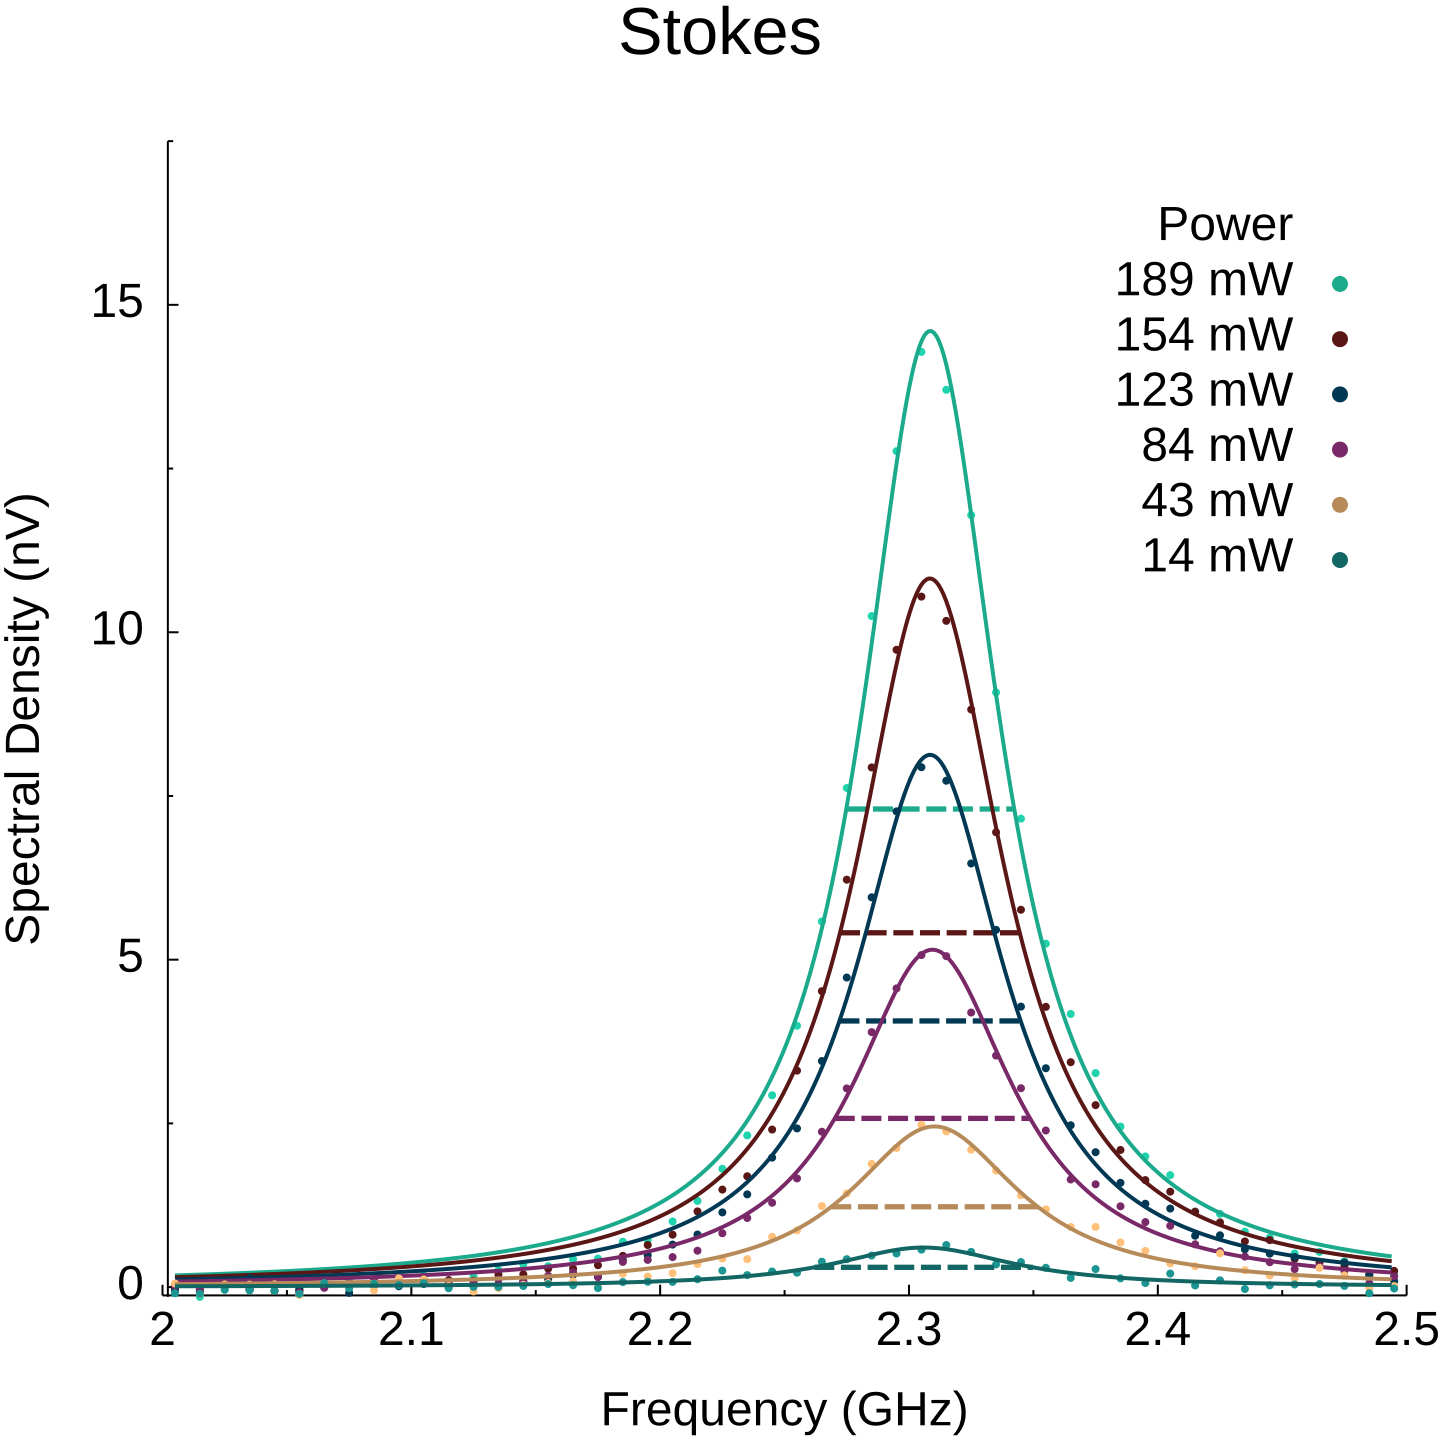 Stokes
Power
189 mW
154 mW
123 mW
84 mW
43 mW
14 mW
15
10
5
0
Spectral Density (nV)
2
2.1
2.2
2.3
2.4
2.5
Frequency (GHz)